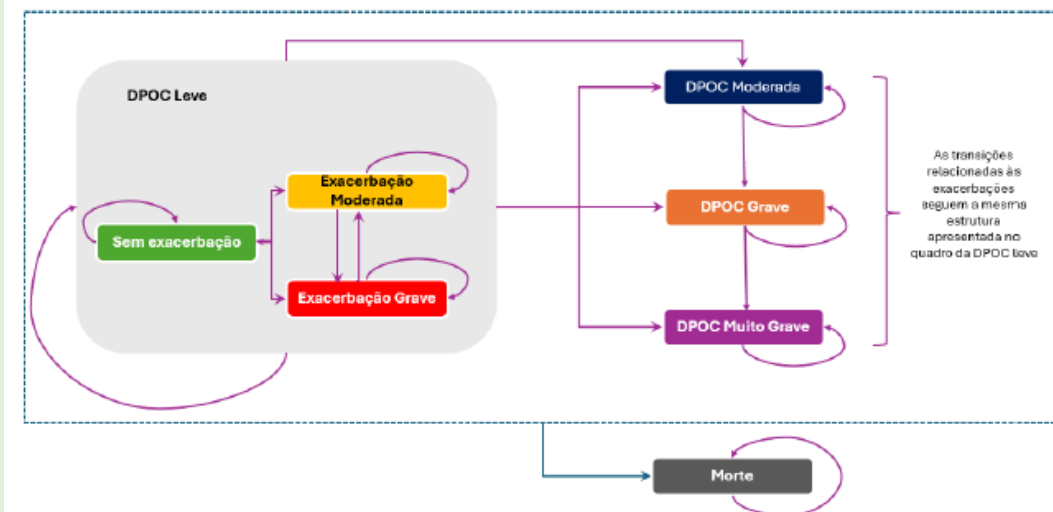 DPOC Leve
DPOC Moderada
Exacerbação
Moderada
Sem exacerbação
Exacerbação Grave
DPOC Grave
DPOC Muito Grave
As transições
relacionadas às
exacerbações
seguem a mesma
estrutura
apresentada no
quadro da DPOC leve
Morte